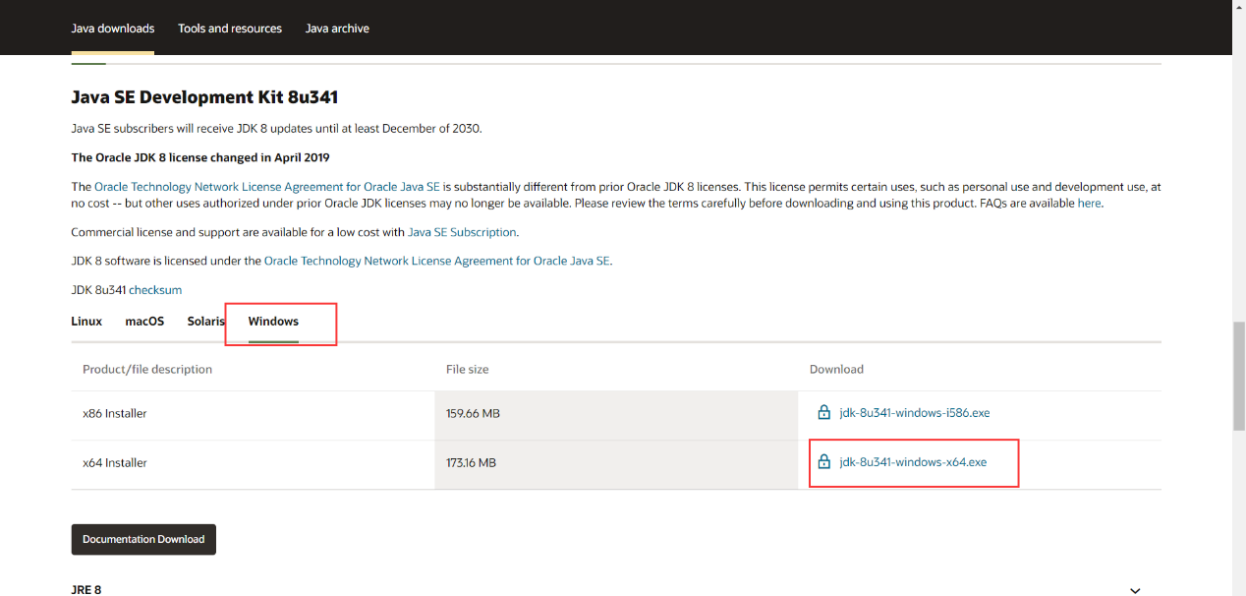 Java downloads Tools and resources Java archive
Java SE Development Kit 8u341
Java SE subscribers will receive JDK 8 updates until at least December of 2030.
The Oracle JDK 8 license changed in April 2019
The Oracle Technology Network License Agreement for Oracle Java SE is substantially different from prior Oracle JDK 8 licenses. This license permits certain uses, such as personal use and development use, at
no cost -- but other uses authorized under prior Oracle JDK licenses may no longer be available. Please review the terms carefully before downloading and using this product. FAQs are available here.
Commercial license and support are available for a low cost with Java SE Subscription.
JDK 8 software is licensed under the Oracle Technology Network License Agreement for Oracle Java SE.
JDK 8u341 checksum
Linux macOS Solaris Windows
Product/file description File size Download
x86 Installer 159.66 MB jdk-8u341-windows-i586.exe
x64 Installer 173.16 MB jdk-8u341-windows-x64.exe
Documentation Download
JRE 8